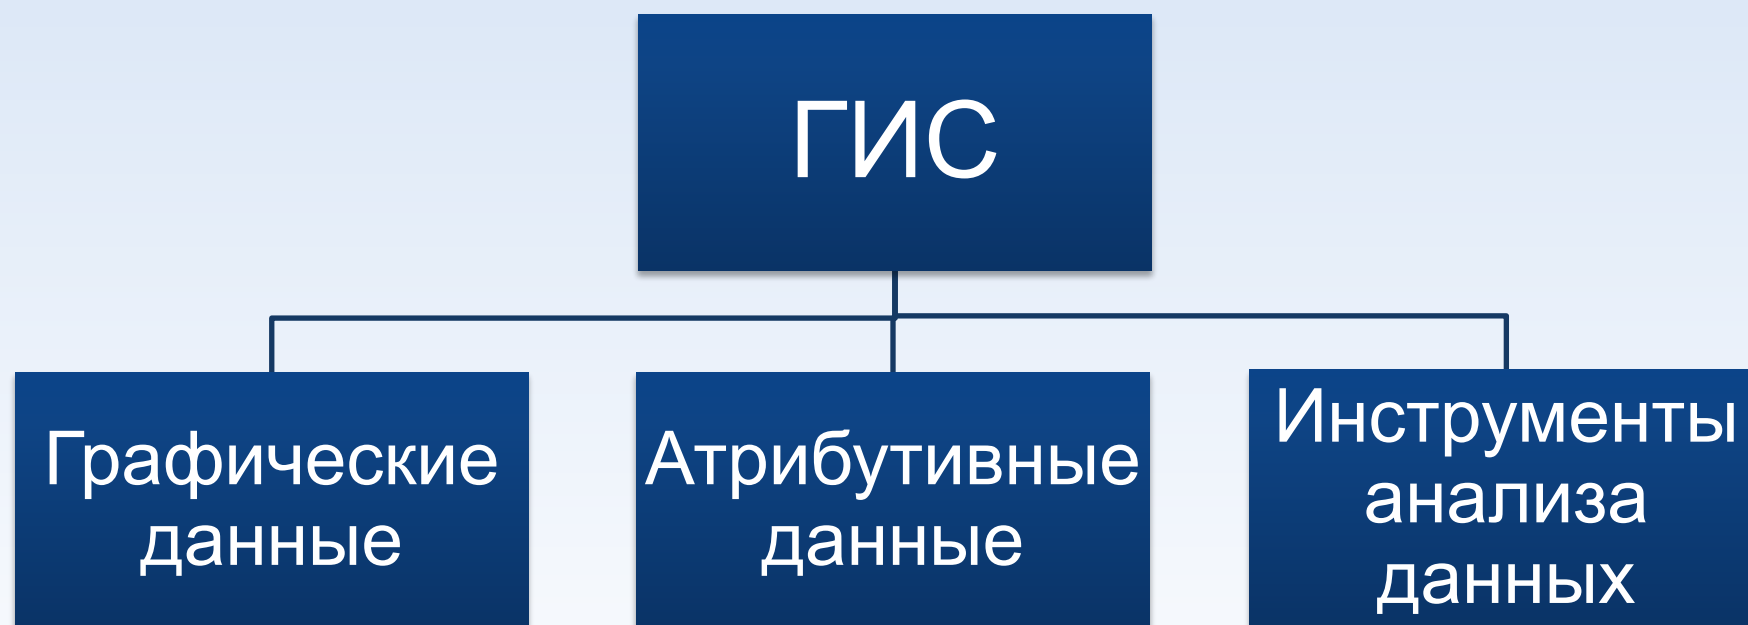 ГИС
Графические
данные
Атрибутивные
данные
Инструменты
анализа
данных